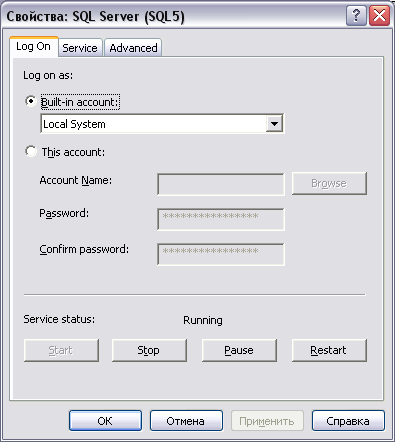 Свойства: SQL Server (SQL5)
Log On Service Advanced
Log on as:
Built-in account:
Local System
This account:
Account Name: Browse
Password: ****************
Confirm password: ****************
Service status: Running
Start Stop Pause Restart
OK Отмена Применить Справка